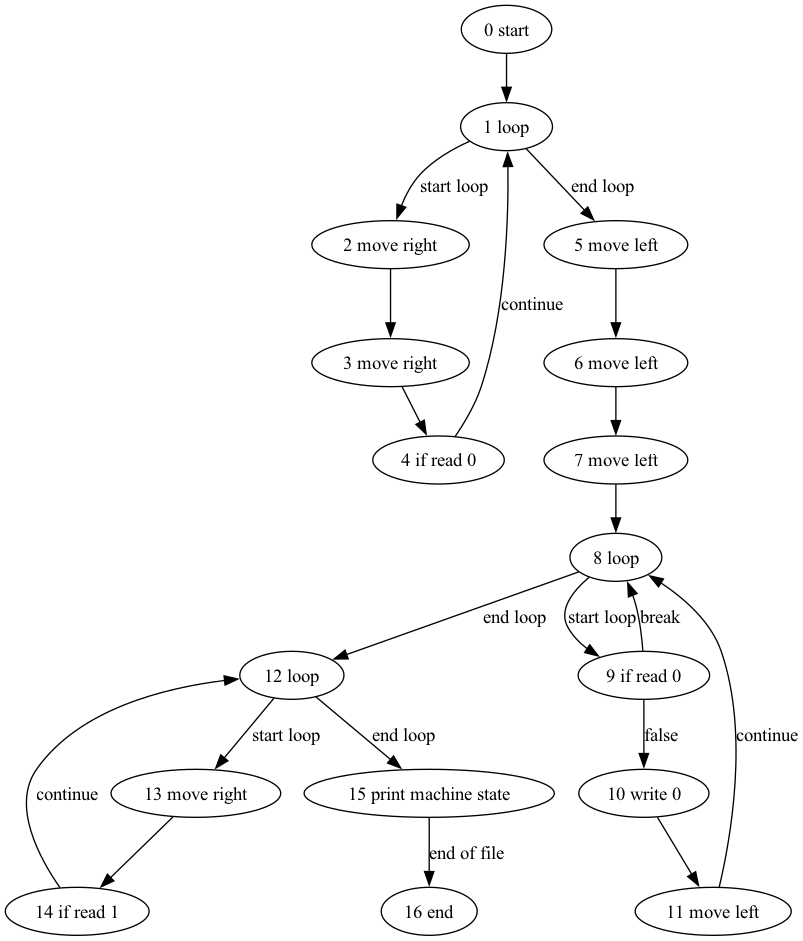 0 start
1 loop
start loop
end loop
2 move right
5 move left
continue
3 move right
6 move left
4 if read 0
7 move left
8 loop
end loop
start loop
break
12 loop
9 if read 0
start loop
end loop
false
continue
continue
13 move right
15 print machine state
10 write 0
end of file
14 if read 1
16 end
11 move left